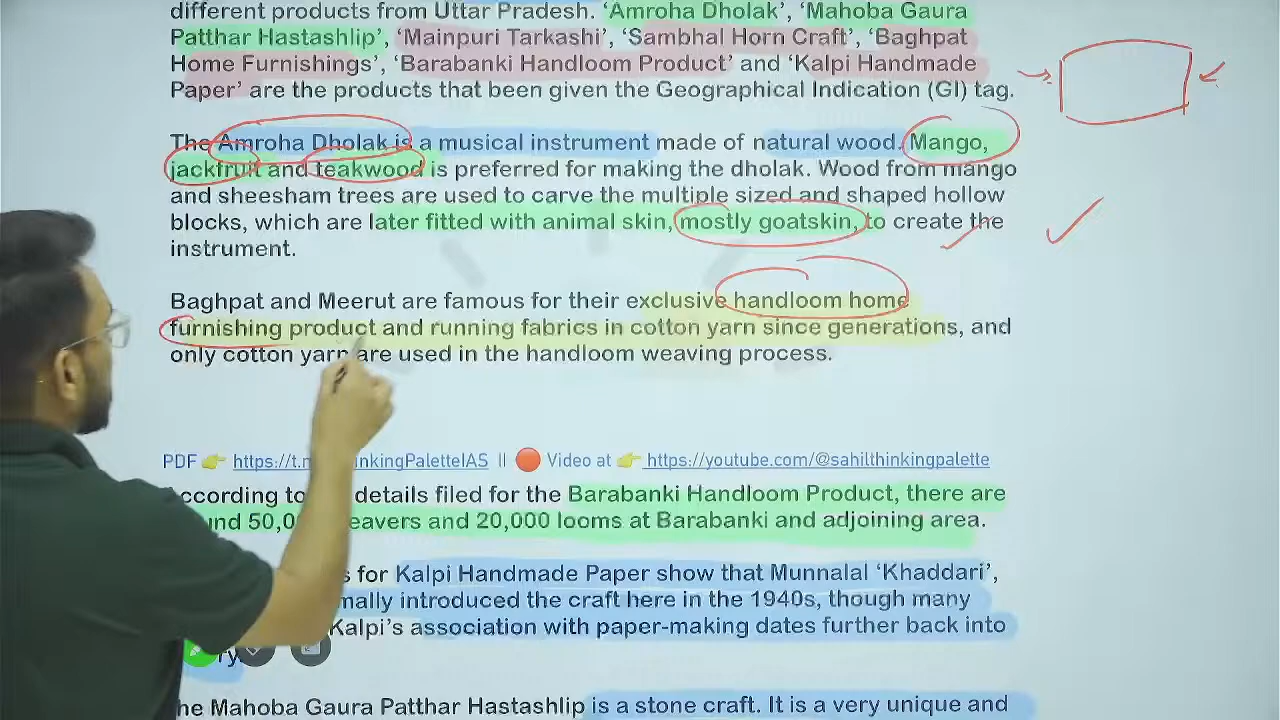 different products from Uttar Pradesh. ‘Amroha Dholak’, ‘Mahoba Gaura
Patthar Hastashlip’, ‘Mainpuri Tarkashi’, ‘Sambhal Horn Craft’, ‘Baghpat
Home Furnishings’, ‘Barabanki Handloom Product’ and ‘Kalpi Handmade
Paper’ are the products that been given the Geographical Indication (GI) tag.
The Amroha Dholak is a musical instrument made of natural wood. Mango,
jackfruit and teakwood is preferred for making the dholak. Wood from mango
and sheesham trees are used to carve the multiple sized and shaped hollow
blocks, which are later fitted with animal skin, mostly goatskin, to create the
instrument.
Baghpat and Meerut are famous for their exclusive handloom home
furnishing product and running fabrics in cotton yarn since generations, and
only cotton yarn are used in the handloom weaving process.
PDF 👉 https://t.m inkingPaletteIAS || 🔴 Video at 👉 https://youtube.com/@sahilthinkingpalette
ccording to details filed for the Barabanki Handloom Product, there are
nd 50,0 eavers and 20,000 looms at Barabanki and adjoining area.
s for Kalpi Handmade Paper show that Munnalal ‘Khaddari’,
mally introduced the craft here in the 1940s, though many
Kalpi’s association with paper-making dates further back into
ry.
he Mahoba Gaura Patthar Hastashlip is a stone craft. It is a very unique and